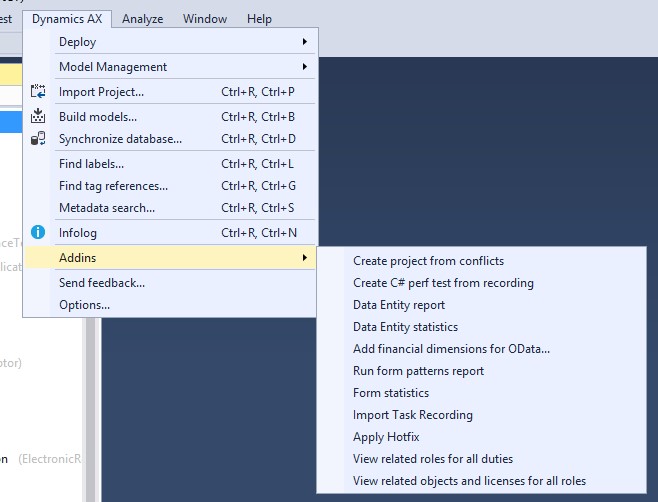 est Dynamics AX Analyze Window Help
Deploy
Model Management
Import Project... Ctrl+R, Ctrl+P
Build models... Ctrl+R, Ctrl+B
Synchronize database... Ctrl+R, Ctrl+D
Find labels... Ctrl+R, Ctrl+L
Find tag references... Ctrl+R, Ctrl+G
Metadata search... Ctrl+R, Ctrl+S
Infolog Ctrl+R, Ctrl+N
Addins
Send feedback...
Options...
Create project from conflicts
Create C# perf test from recording
Data Entity report
Data Entity statistics
Add financial dimensions for OData...
Run form patterns report
Form statistics
Import Task Recording
Apply Hotfix
View related roles for all duties
View related objects and licenses for all roles
ceTe
licat
otor)
on (ElectronicR